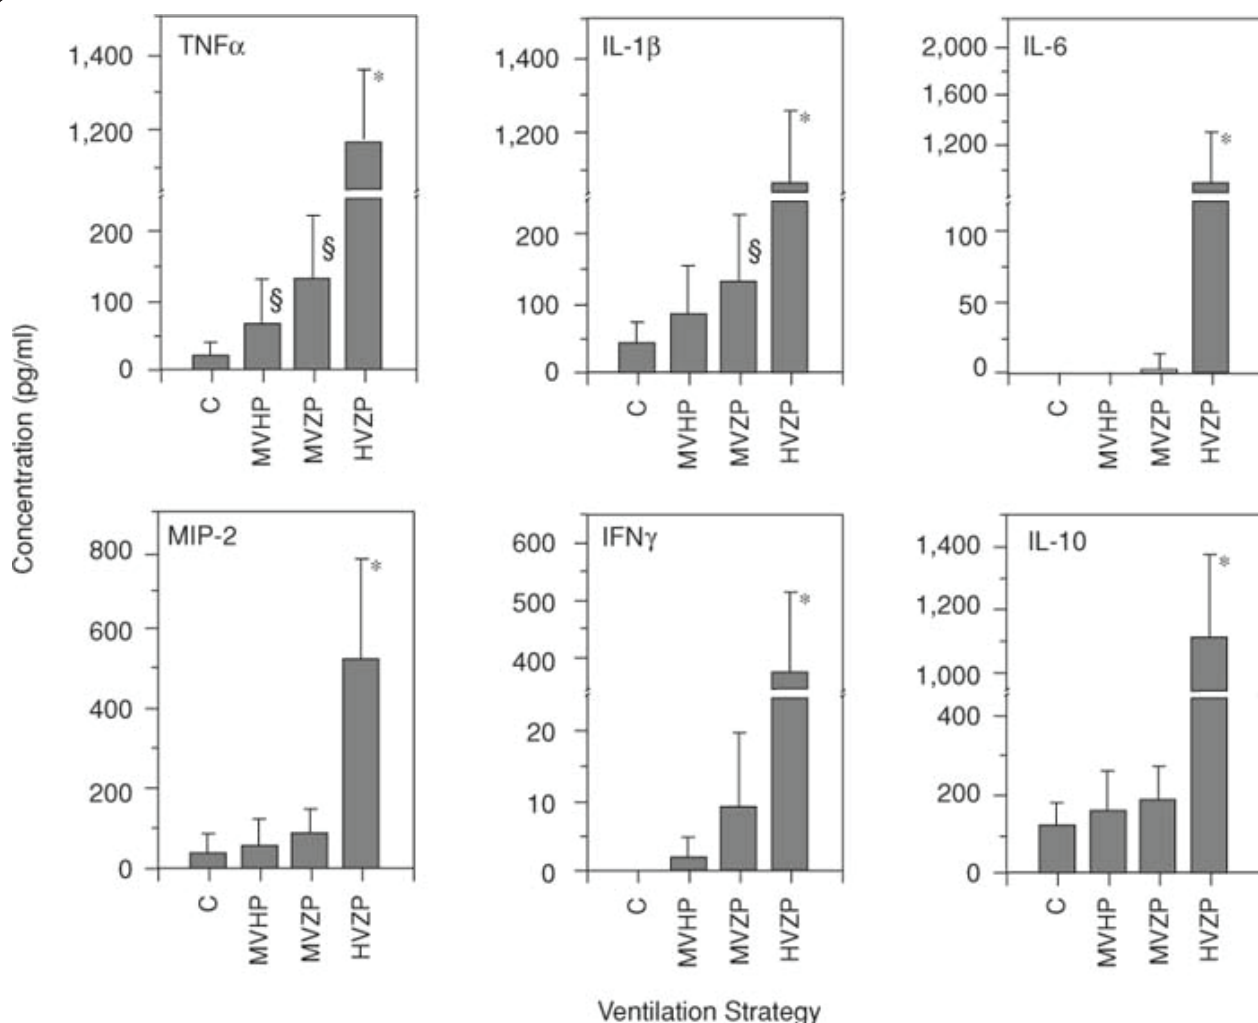 Concentration (pg/ml)
TNFα
1,400
1,200
200
100
0
*
§
§
C
MVHP
MVZP
HVZP
IL-1β
1,400
1,200
200
100
0
*
§
C
MVHP
MVZP
HVZP
IL-6
2,000
1,600
1,200
100
50
0
*
C
MVHP
MVZP
HVZP
MIP-2
800
600
400
200
0
*
C
MVHP
MVZP
HVZP
IFNγ
600
500
400
20
10
0
*
C
MVHP
MVZP
HVZP
IL-10
1,400
1,200
1,000
400
200
0
*
C
MVHP
MVZP
HVZP
Ventilation Strategy